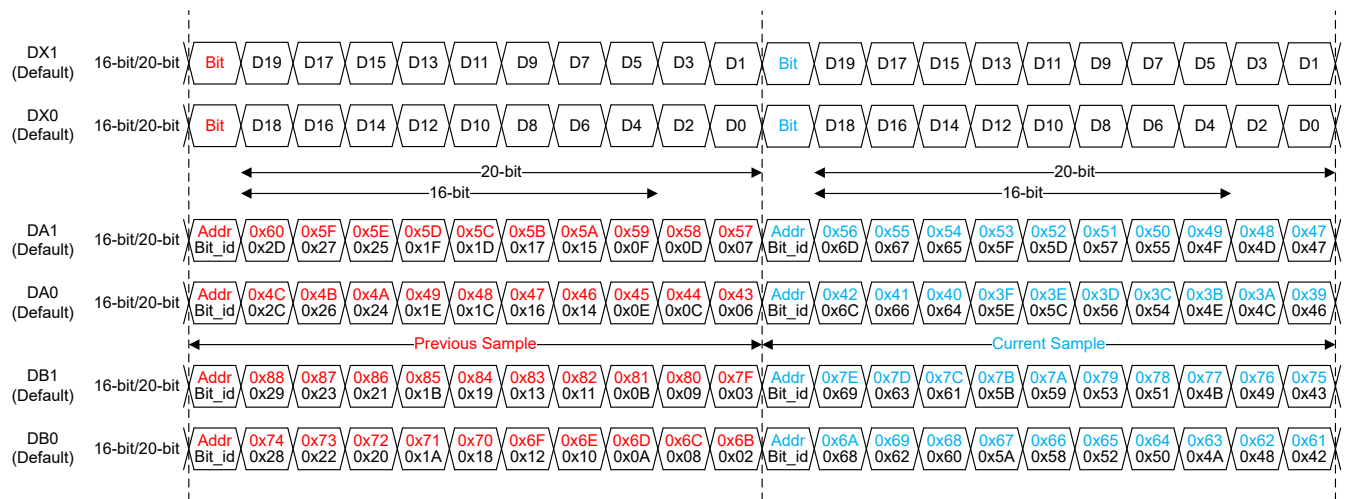 DX1
(Default)
16-bit/20-bit
Bit D19 D17 D15 D13 D11 D9 D7 D5 D3 D1 Bit D19 D17 D15 D13 D11 D9 D7 D5 D3 D1
DX0
(Default)
16-bit/20-bit
Bit D18 D16 D14 D12 D10 D8 D6 D4 D2 D0 Bit D18 D16 D14 D12 D10 D8 D6 D4 D2 D0
20-bit 20-bit
16-bit 16-bit
DA1
(Default)
16-bit/20-bit
Addr 0x60 0x5F 0x5E 0x5D 0x5C 0x5B 0x5A 0x59 0x58 0x57 Addr 0x56 0x55 0x54 0x53 0x52 0x51 0x50 0x49 0x48 0x47
Bit_id 0x2D 0x27 0x25 0x1F 0x1D 0x17 0x15 0x0F 0x0D 0x07 Bit_id 0x6D 0x67 0x65 0x5F 0x5D 0x57 0x55 0x4F 0x4D 0x47
DA0
(Default)
16-bit/20-bit
Addr 0x4C 0x4B 0x4A 0x49 0x48 0x47 0x46 0x45 0x44 0x43 Addr 0x42 0x41 0x40 0x3F 0x3E 0x3D 0x3C 0x3B 0x3A 0x39
Bit_id 0x2C 0x26 0x24 0x1E 0x1C 0x16 0x14 0x0E 0x0C 0x06 Bit_id 0x6C 0x66 0x64 0x5E 0x5C 0x56 0x54 0x4E 0x4C 0x46
Previous Sample Current Sample
DB1
(Default)
16-bit/20-bit
Addr 0x88 0x87 0x86 0x85 0x84 0x83 0x82 0x81 0x80 0x7F Addr 0x7E 0x7D 0x7C 0x7B 0x7A 0x79 0x78 0x77 0x76 0x75
Bit_id 0x29 0x23 0x21 0x1B 0x19 0x13 0x11 0x0B 0x09 0x03 Bit_id 0x69 0x63 0x61 0x5B 0x59 0x53 0x51 0x4B 0x49 0x43
DB0
(Default)
16-bit/20-bit
Addr 0x74 0x73 0x72 0x71 0x70 0x6F 0x6E 0x6D 0x6C 0x6B Addr 0x6A 0x69 0x68 0x67 0x66 0x65 0x64 0x63 0x62 0x61
Bit_id 0x28 0x22 0x20 0x1A 0x18 0x12 0x10 0x0A 0x08 0x02 Bit_id 0x68 0x62 0x60 0x5A 0x58 0x52 0x50 0x4A 0x48 0x42